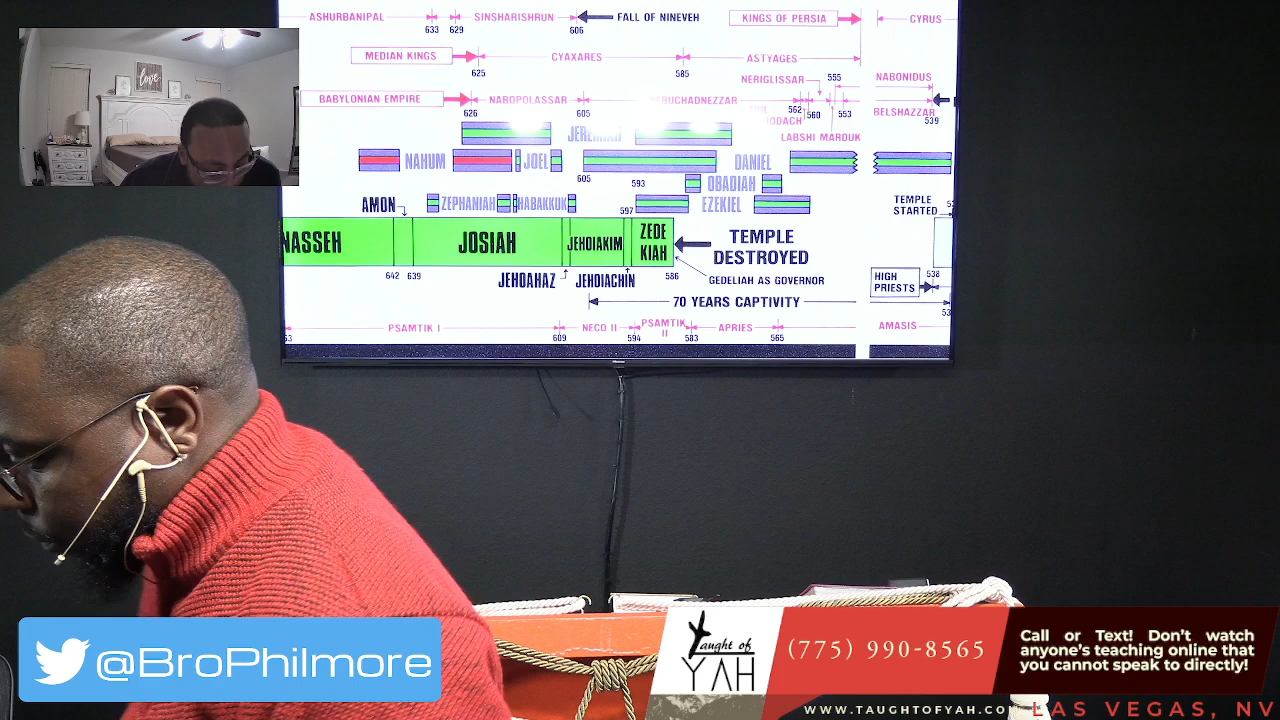 ASHURBANIPAL
633
629
SINSHARISHRUN
606
FALL OF NINEVEH
KINGS OF PERSIA
CYRUS
MEDIAN KINGS
625
CYAXARES
585
ASTYAGES
BABYLONIAN EMPIRE
626
NABOPOLASSAR
605
562
560
NERIGLISSAR
555
553
NABONIDUS
BELSHAZZAR
539
LABSHI MARDUK
Love
JEREMIAH
NAHUM
JOEL
605
DANIEL
593
OBADIAH
AMON
ZEPHANIAH
HABAKKUK
597
EZEKIEL
TEMPLE
STARTED
NASSEH
JOSIAH
JEHOIAKIM
ZEDE
KIAH
TEMPLE
DESTROYED
642
639
JEHOAHAZ
JEHOIACHIN
586
GEDELIAH AS GOVERNOR
HIGH
PRIESTS
538
70 YEARS CAPTIVITY
53
PSAMTIK I
609
NECO II
594
PSAMTIK
II
583
APRIES
565
AMASIS
@BroPhilmore
taught of
YAH
(775) 990-8565
Call or Text! Don't watch
anyone's teaching online that
you cannot speak to directly!
WWW.TAUGHTOFYAH.COM
LAS VEGAS, NV